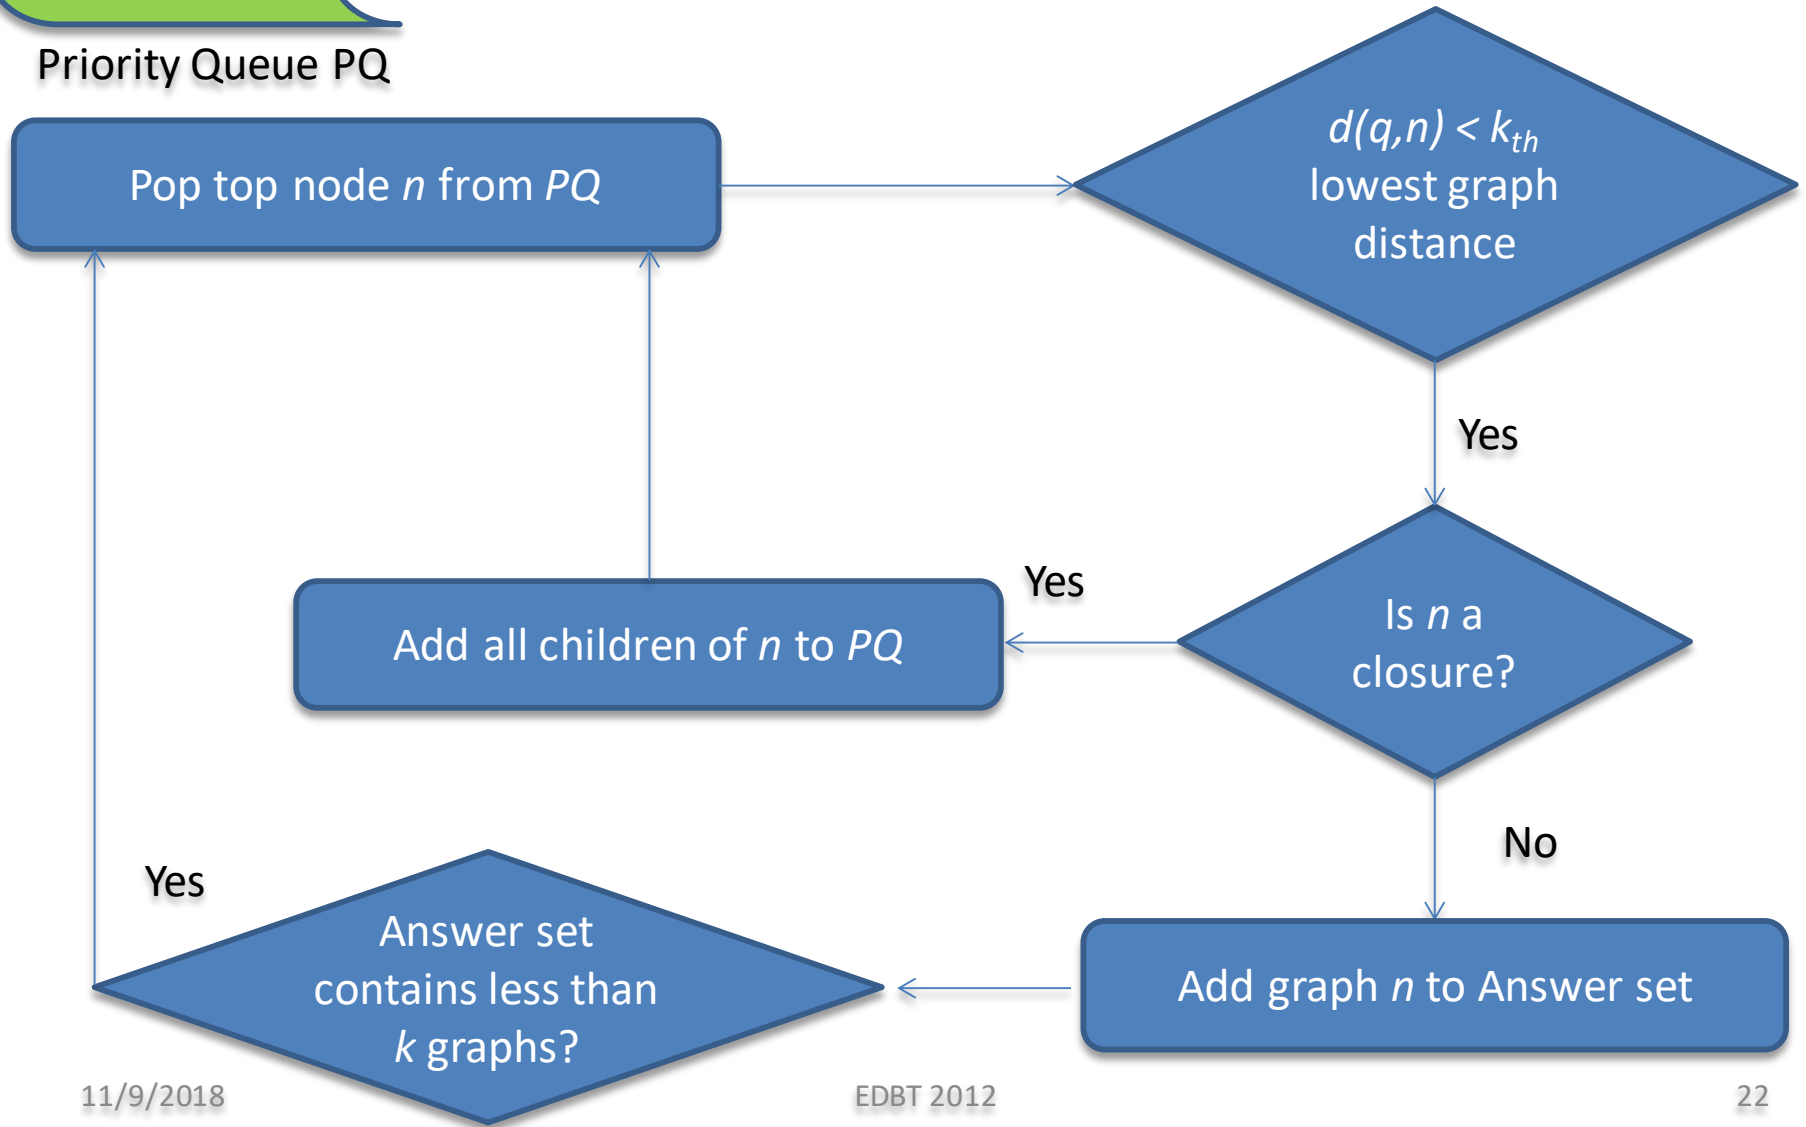 Priority Queue PQ
Pop top node n from PQ
d(q,n) < kth
lowest graph
distance
Yes
Is n a
closure?
Yes
Add all children of n to PQ
No
Add graph n to Answer set
Yes
Answer set
contains less than
k graphs?
11/9/2018
EDBT 2012
22